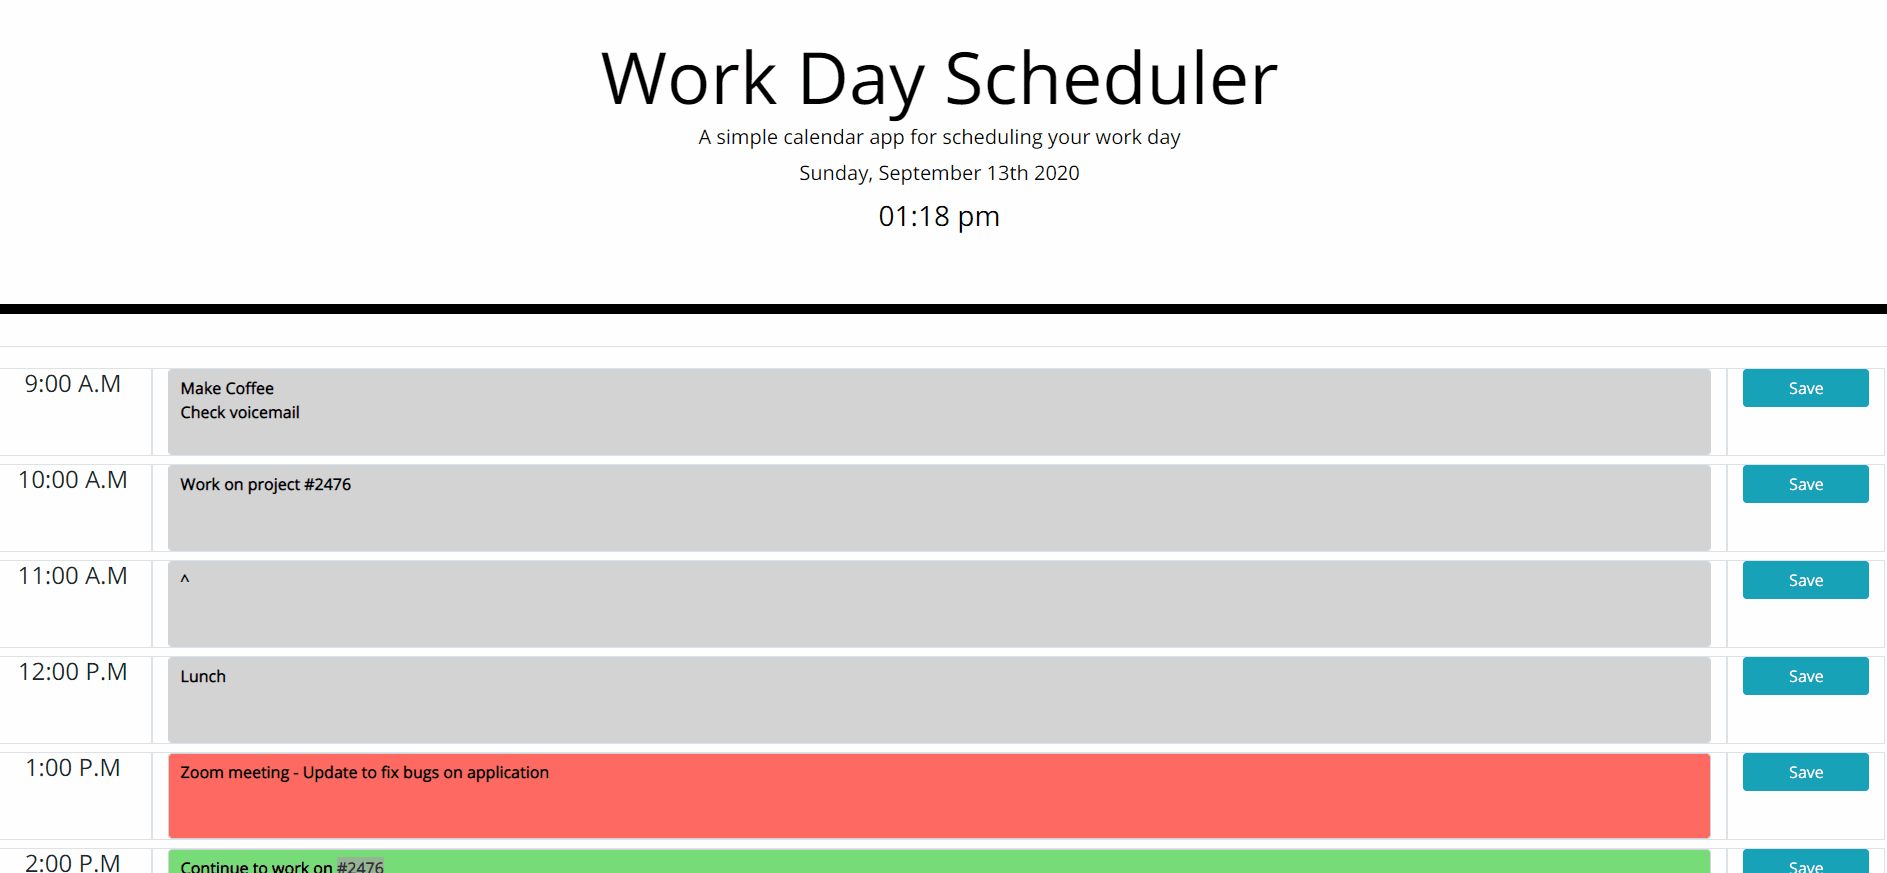 Work Day Scheduler
A simple calendar app for scheduling your work day
Sunday, September 13th 2020
01:18 pm
9:00 A.M
Make Coffee
Check voicemail
Save
10:00 A.M
Work on project #2476
Save
11:00 A.M
^
Save
12:00 P.M
Lunch
Save
1:00 P.M
Zoom meeting - Update to fix bugs on application
Save
2:00 P.M
Continue to work on #2476
Save